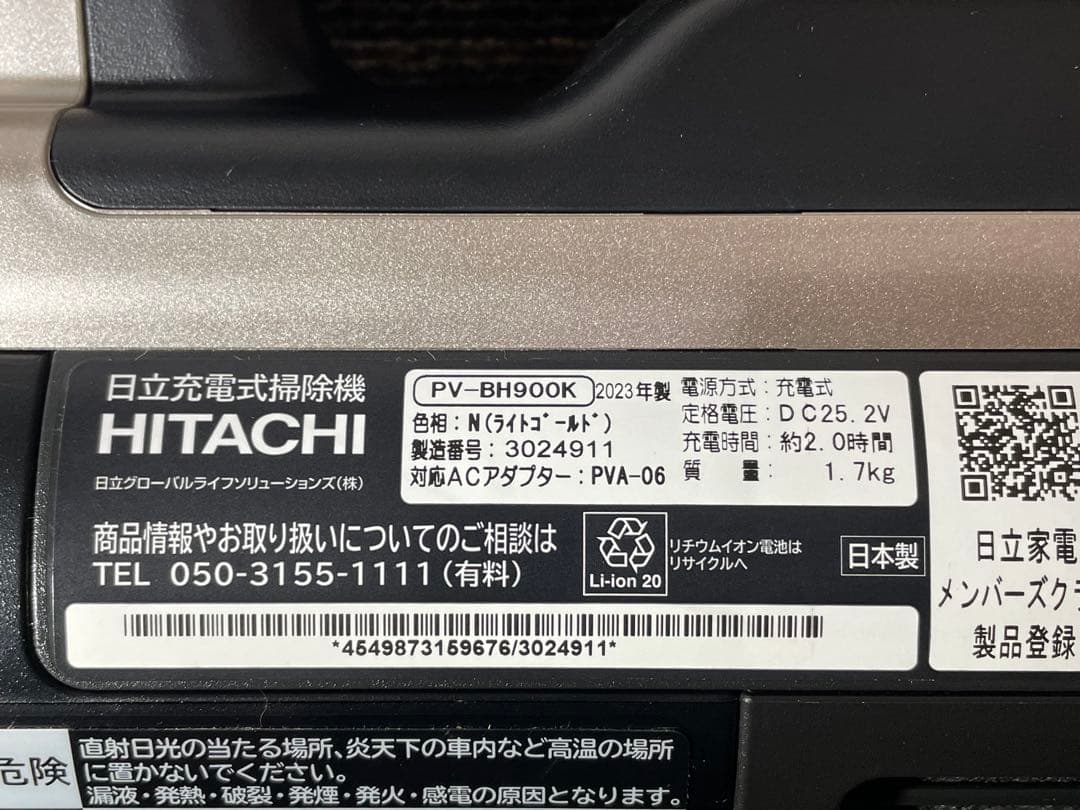 日立充電式掃除機
HITACHI
日立グローバルライフソリューションズ(株)
PV-BH900K 2023年製
色相:N(ライトゴールド)
製造番号:3024911
対応ACアダプター:PVA-06
電源方式:充電式
定格電圧:DC25.2V
充電時間:約2.0時間
質量: 1.7kg
商品情報やお取り扱いについてのご相談は
TEL 050-3155-1111(有料)
Li-ion 20
リチウムイオン電池は
リサイクルへ
日本製
*4549873159676/3024911*
日立家電
メンバーズクラ
製品登録
危険
直射日光の当たる場所、炎天下の車内など高温の場所
に置かないでください。
漏液・発熱・破裂・発煙・発火・感電の原因となります。